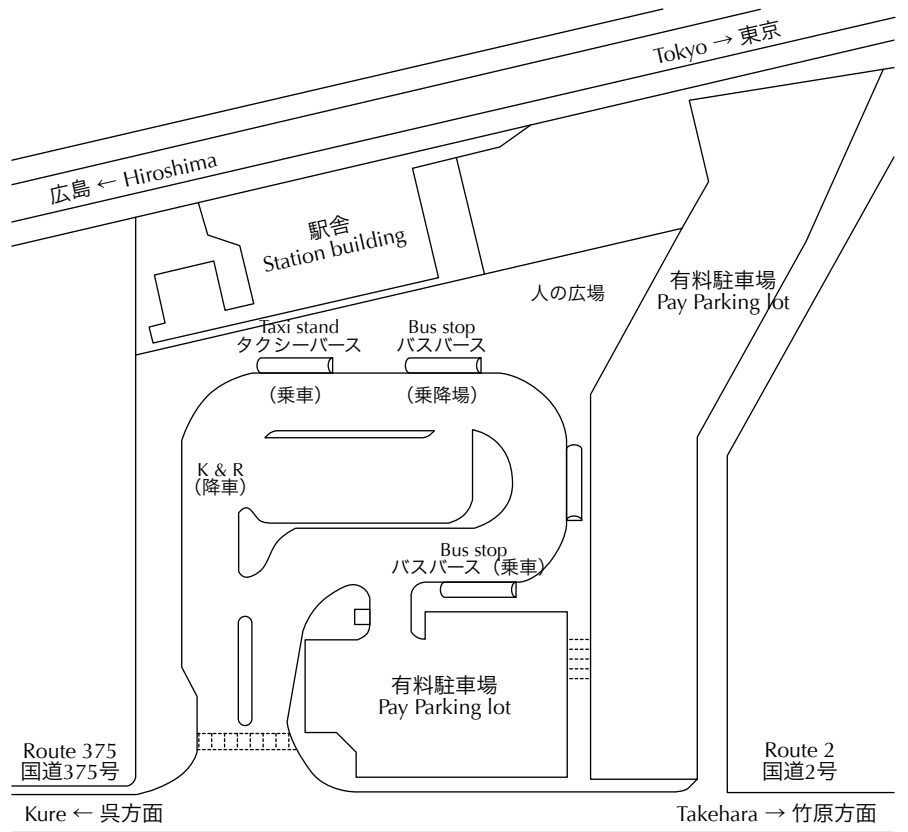 Tokyo → 東京
広島 ← Hiroshima
駅舎
Station building
人の広場
有料駐車場
Pay Parking lot
Taxi stand
タクシーバース
（乗車）
Bus stop
バスバース
（乗降場）
K & R
（降車）
Bus stop
バスバース（乗車）
有料駐車場
Pay Parking lot
Route 375
国道375号
Kure ← 呉方面
Route 2
国道2号
Takehara → 竹原方面